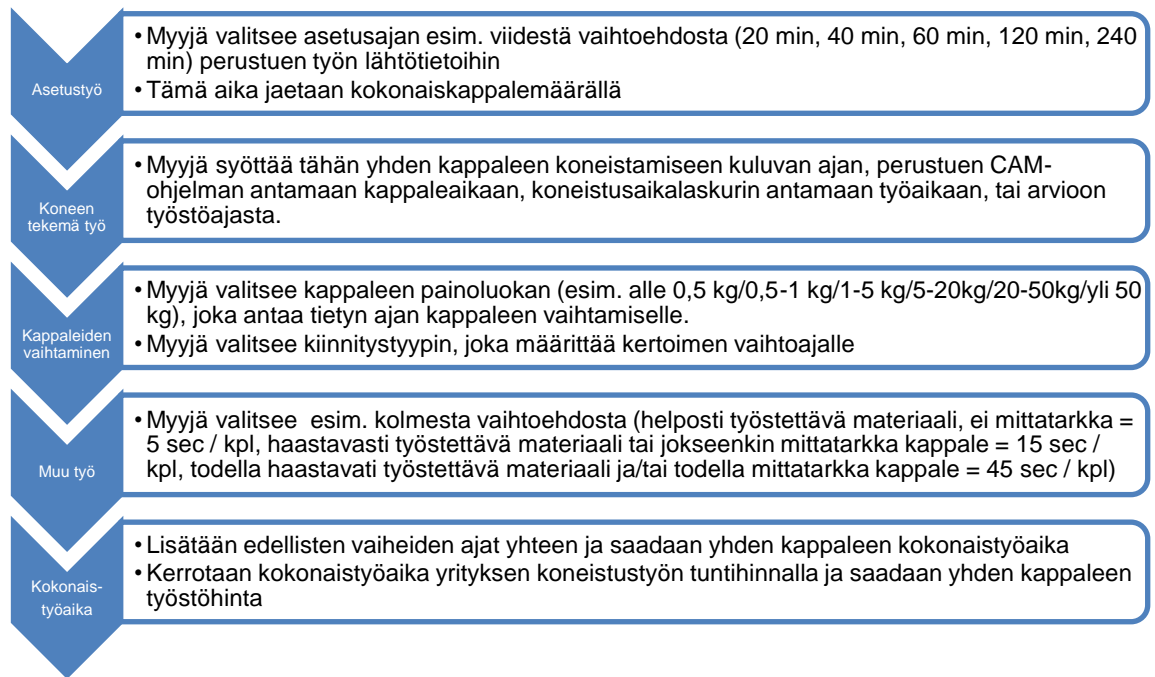 Asetustyö
• Myyjä valitsee asetusajan esim. viidestä vaihtoehdosta (20 min, 40 min, 60 min, 120 min, 240
min) perustuen työn lähtötietoihin
• Tämä aika jaetaan kokonaiskappalemäärällä
Koneen
tekemä työ
• Myyjä syöttää tähän yhden kappaleen koneistamiseen kuluvan ajan, perustuen CAM-
ohjelman antamaan kappaleaikaan, koneistusaikalaskurin antamaan työaikaan, tai arvioon
työstöajasta.
Kappaleiden
vaihtaminen
• Myyjä valitsee kappaleen painoluokan (esim. alle 0,5 kg/0,5-1 kg/1-5 kg/5-20kg/20-50kg/yli 50
kg), joka antaa tietyn ajan kappaleen vaihtamiselle.
• Myyjä valitsee kiinnitystyypin, joka määrittää kertoimen vaihtoajalle
Muu työ
• Myyjä valitsee esim. kolmesta vaihtoehdosta (helposti työstettävä materiaali, ei mittatarkka =
5 sec / kpl, haastavasti työstettävä materiaali tai jokseenkin mittatarkka kappale = 15 sec /
kpl, todella haastavati työstettävä materiaali ja/tai todella mittatarkka kappale = 45 sec / kpl)
Kokonais-
työaika
• Lisätään edellisten vaiheiden ajat yhteen ja saadaan yhden kappaleen kokonaistyöaika
• Kerrotaan kokonaistyöaika yrityksen koneistustyön tuntihinnalla ja saadaan yhden kappaleen
työstöhinta